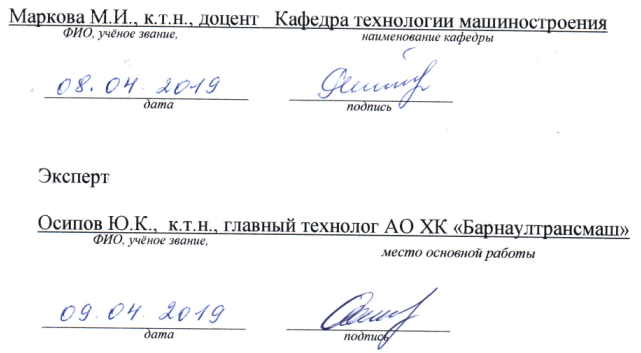 Маркова М.И., к.т.н., доцент Кафедра технологии машиностроения
ФИО, учёное звание, наименование кафедры
08.04.2019
дата подпись
Эксперт
Осипов Ю.К., к.т.н., главный технолог АО ХК «Барнаултрансмаш»
ФИО, учёное звание, место основной работы
09.04.2019
дата подпись